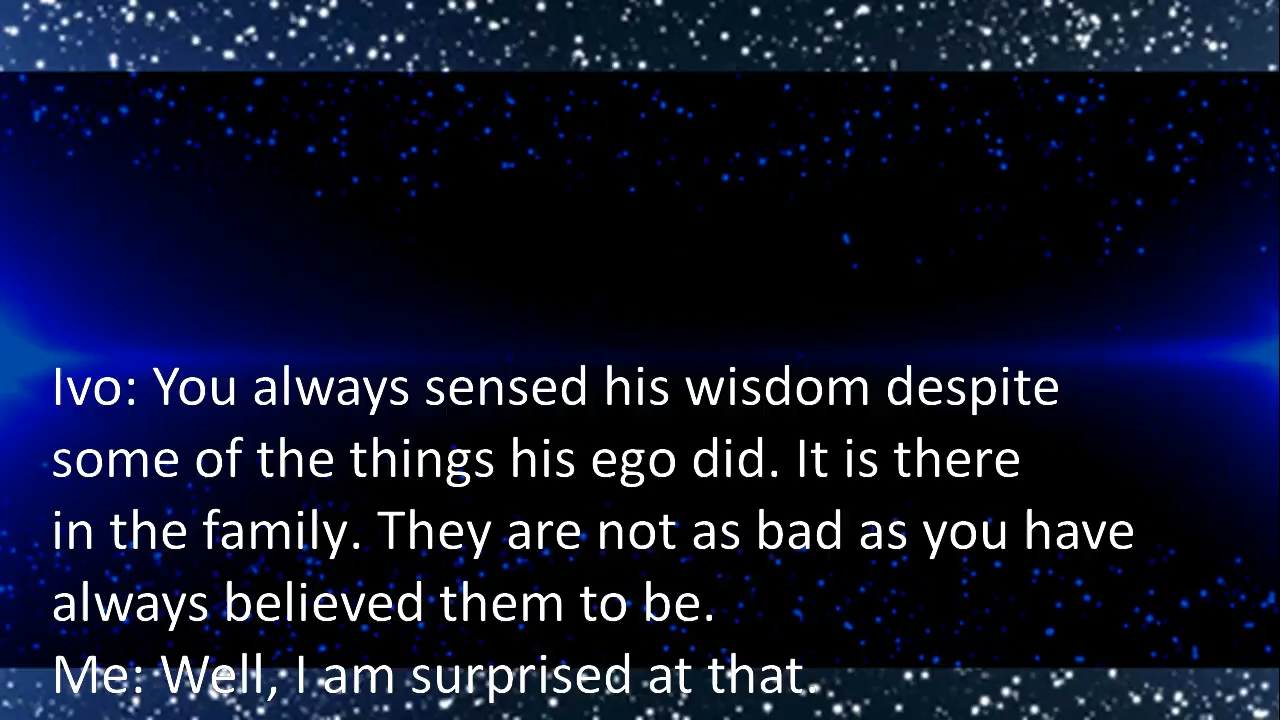 Ivo: You always sensed his wisdom despite
some of the things his ego did. It is there
in the family. They are not as bad as you have
always believed them to be.
Me: Well, I am surprised at that.